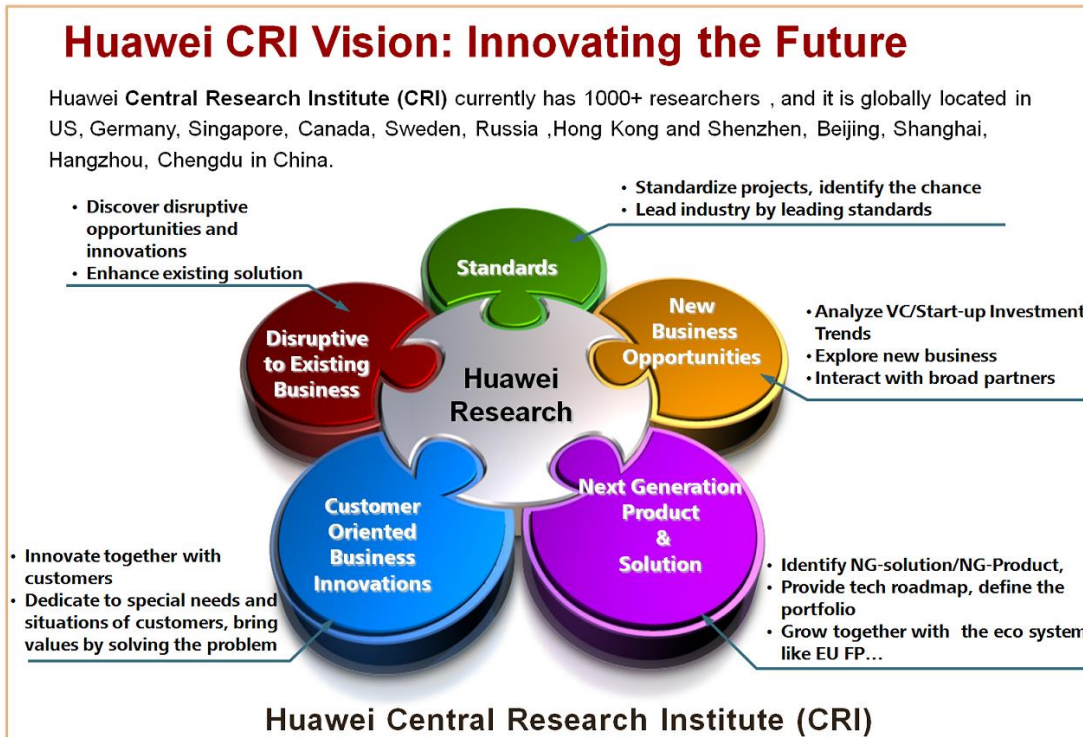 Huawei CRI Vision: Innovating the Future
Huawei Central Research Institute (CRI) currently has 1000+ researchers , and it is globally located in
US, Germany, Singapore, Canada, Sweden, Russia ,Hong Kong and Shenzhen, Beijing, Shanghai,
Hangzhou, Chengdu in China.
• Discover disruptive
opportunities and
innovations
• Enhance existing solution
• Standardize projects, identify the chance
• Lead industry by leading standards
Standards
Disruptive
to Existing
Business
New
Business
Opportunities
• Analyze VC/Start-up Investment
Trends
• Explore new business
• Interact with broad partners
Huawei
Research
Customer
Oriented
Business
Innovations
Next Generation
Product
&
Solution
• Innovate together with
customers
• Dedicate to special needs and
situations of customers, bring
values by solving the problem
• Identify NG-solution/NG-Product,
• Provide tech roadmap, define the
portfolio
• Grow together with the eco system
like EU FP...
Huawei Central Research Institute (CRI)